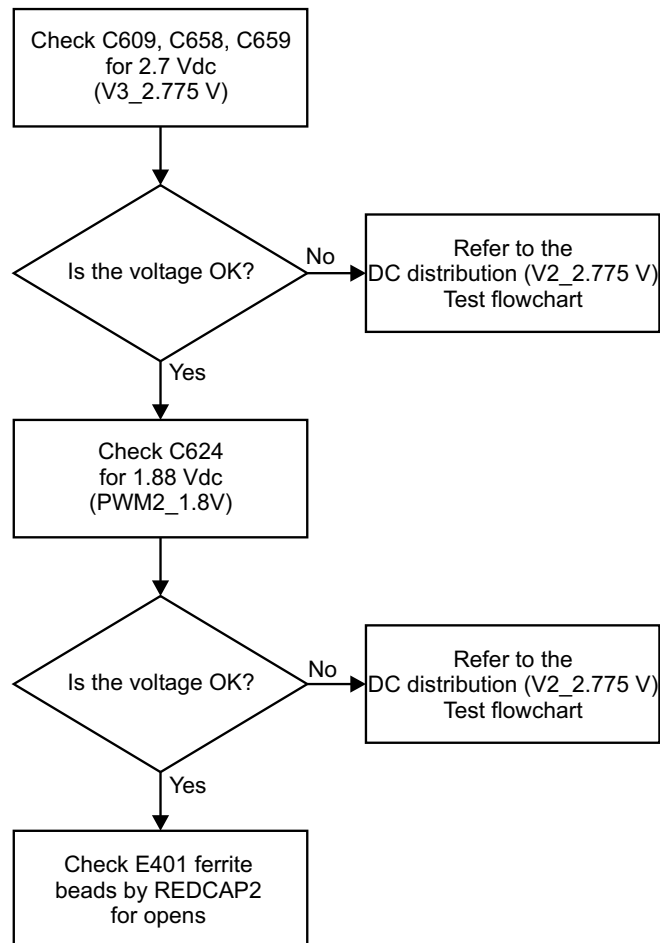 Check C609, C658, C659
for 2.7 Vdc
(V3_2.775 V)
Is the voltage OK?
No
Refer to the
DC distribution (V2_2.775 V)
Test flowchart
Yes
Check C624
for 1.88 Vdc
(PWM2_1.8V)
Is the voltage OK?
No
Refer to the
DC distribution (V2_2.775 V)
Test flowchart
Yes
Check E401 ferrite
beads by REDCAP2
for opens